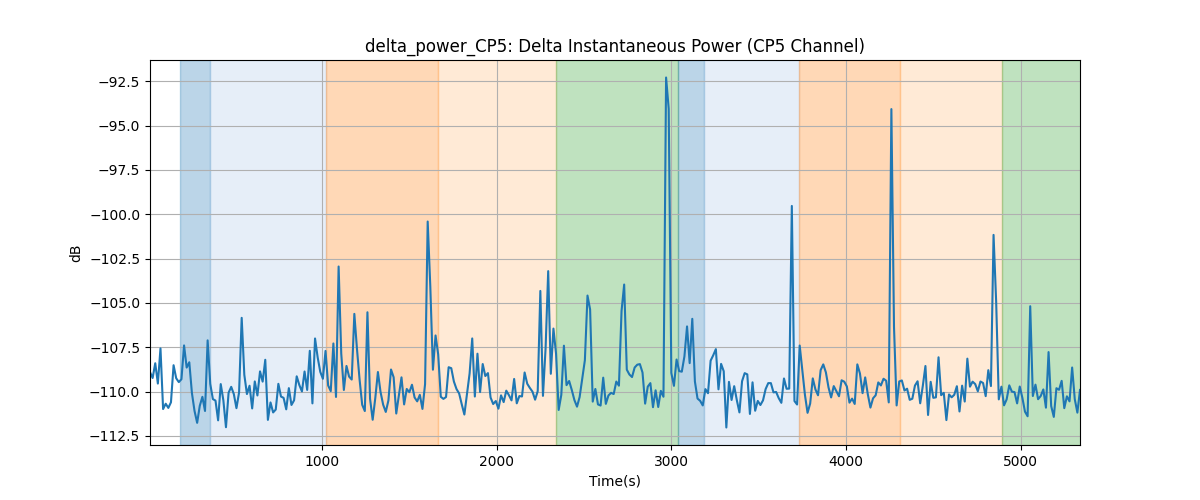 delta_power_CP5: Delta Instantaneous Power (CP5 Channel)
dB
−92.5
−95.0
−97.5
−100.0
−102.5
−105.0
−107.5
−110.0
−112.5
1000 2000 3000 4000 5000
Time(s)